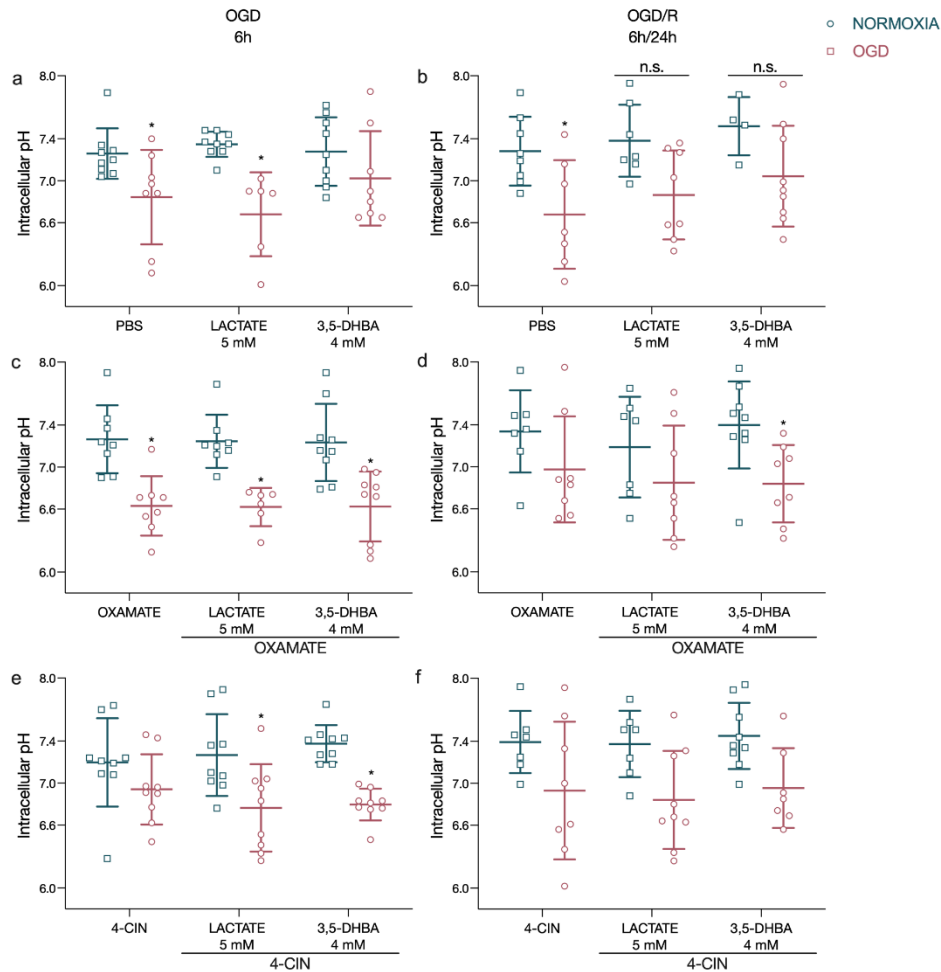 OGD
6h
OGD/R
6h/24h
NORMOXIA
OGD
a
Intracellular pH
8.0
7.4
7.0
6.6
6.0
*
*
PBS
LACTATE
5 mM
3,5-DHBA
4 mM
b
Intracellular pH
8.0
7.4
7.0
6.6
6.0
*
n.s.
n.s.
PBS
LACTATE
5 mM
3,5-DHBA
4 mM
c
Intracellular pH
8.0
7.4
7.0
6.6
6.0
*
*
*
OXAMATE
LACTATE
5 mM
3,5-DHBA
4 mM
OXAMATE
d
Intracellular pH
8.0
7.4
7.0
6.6
6.0
*
OXAMATE
LACTATE
5 mM
3,5-DHBA
4 mM
OXAMATE
e
Intracellular pH
8.0
7.4
7.0
6.6
6.0
*
*
4-CIN
LACTATE
5 mM
3,5-DHBA
4 mM
4-CIN
f
Intracellular pH
8.0
7.4
7.0
6.6
6.0
4-CIN
LACTATE
5 mM
3,5-DHBA
4 mM
4-CIN